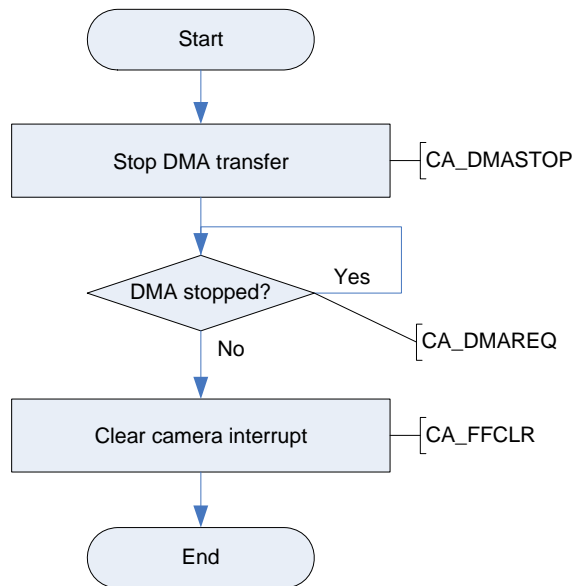 Start
Stop DMA transfer
CA_DMASTOP
DMA stopped?
Yes
CA_DMAREQ
No
Clear camera interrupt
CA_FFCLR
End